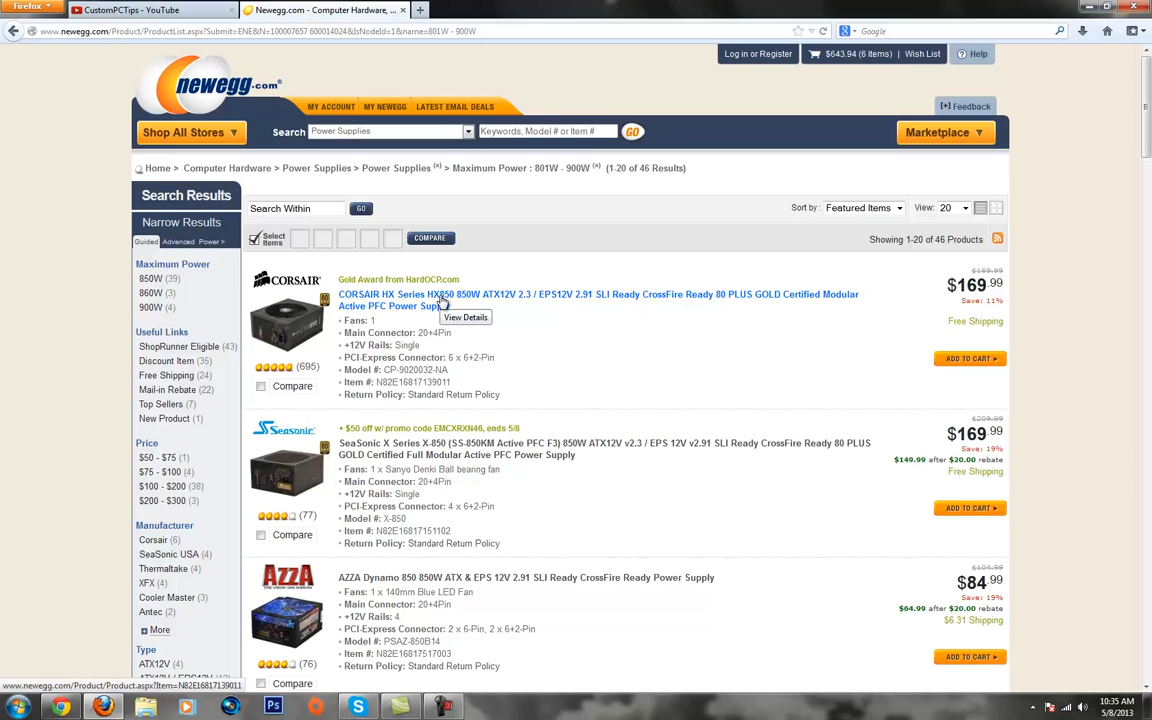 Firefox
CustomPCTips - YouTube
Newegg.com - Computer Hardware, ...
www.newegg.com/Product/ProductList.aspx?Submit=ENE&N=100007657 600014024&IsNodeId=1&name=801W - 900W
Google
newegg.com
Log in or Register
$643.94 (6 Items) | Wish List
Help
MY ACCOUNT
MY NEWEGG
LATEST EMAIL DEALS
[+] Feedback
Shop All Stores
Search
Power Supplies
Keywords, Model # or Item #
GO
Marketplace
Home > Computer Hardware > Power Supplies > Power Supplies (x) > Maximum Power : 801W - 900W (x) (1-20 of 46 Results)
Search Results
Narrow Results
Guided
Advanced
Power >
Maximum Power
850W (39)
860W (3)
900W (4)
Useful Links
ShopRunner Eligible (43)
Discount Item (35)
Free Shipping (24)
Mail-in Rebate (22)
Top Sellers (7)
New Product (1)
Price
$50 - $75 (1)
$75 - $100 (4)
$100 - $200 (38)
$200 - $300 (3)
Manufacturer
Corsair (6)
SeaSonic USA (4)
Thermaltake (4)
XFX (4)
Cooler Master (3)
Antec (2)
More
Type
ATX12V (4)
Search Within
GO
Sort by: Featured Items
View: 20
Select Items
COMPARE
Showing 1-20 of 46 Products
CORSAIR
Gold Award from HardOCP.com
CORSAIR HX Series HX850 850W ATX12V 2.3 / EPS12V 2.91 SLI Ready CrossFire Ready 80 PLUS GOLD Certified Modular
Active PFC Power
View Details
Fans: 1
Main Connector: 20+4Pin
+12V Rails: Single
PCI-Express Connector: 6 x 6+2-Pin
Model #: CP-9020032-NA
Item #: N82E16817139011
Return Policy: Standard Return Policy
(695)
Compare
$189.99
$169.99
Save: 11%
Free Shipping
ADD TO CART
Seasonic
+ $50 off w/ promo code EMCXRXN46, ends 5/8
SeaSonic X Series X-850 (SS-850KM Active PFC F3) 850W ATX12V v2.3 / EPS 12V v2.91 SLI Ready CrossFire Ready 80 PLUS
GOLD Certified Full Modular Active PFC Power Supply
Fans: 1 x Sanyo Denki Ball bearing fan
Main Connector: 20+4Pin
+12V Rails: Single
PCI-Express Connector: 4 x 6+2-Pin
Model #: X-850
Item #: N82E16817151102
Return Policy: Standard Return Policy
(77)
Compare
$209.99
$169.99
Save: 19%
$149.99 after $20.00 rebate
Free Shipping
ADD TO CART
AZZA
AZZA Dynamo 850 850W ATX & EPS 12V 2.91 SLI Ready CrossFire Ready Power Supply
Fans: 1 x 140mm Blue LED Fan
Main Connector: 20+4Pin
+12V Rails: 4
PCI-Express Connector: 2 x 6-Pin, 2 x 6+2-Pin
Model #: PSAZ-850B14
Item #: N82E16817517003
Return Policy: Standard Return Policy
(76)
Compare
$104.99
$84.99
Save: 19%
$64.99 after $20.00 rebate
$6.31 Shipping
ADD TO CART
www.newegg.com/Product/Product.aspx?Item=N82E16817139011
10:35 AM
5/8/2013